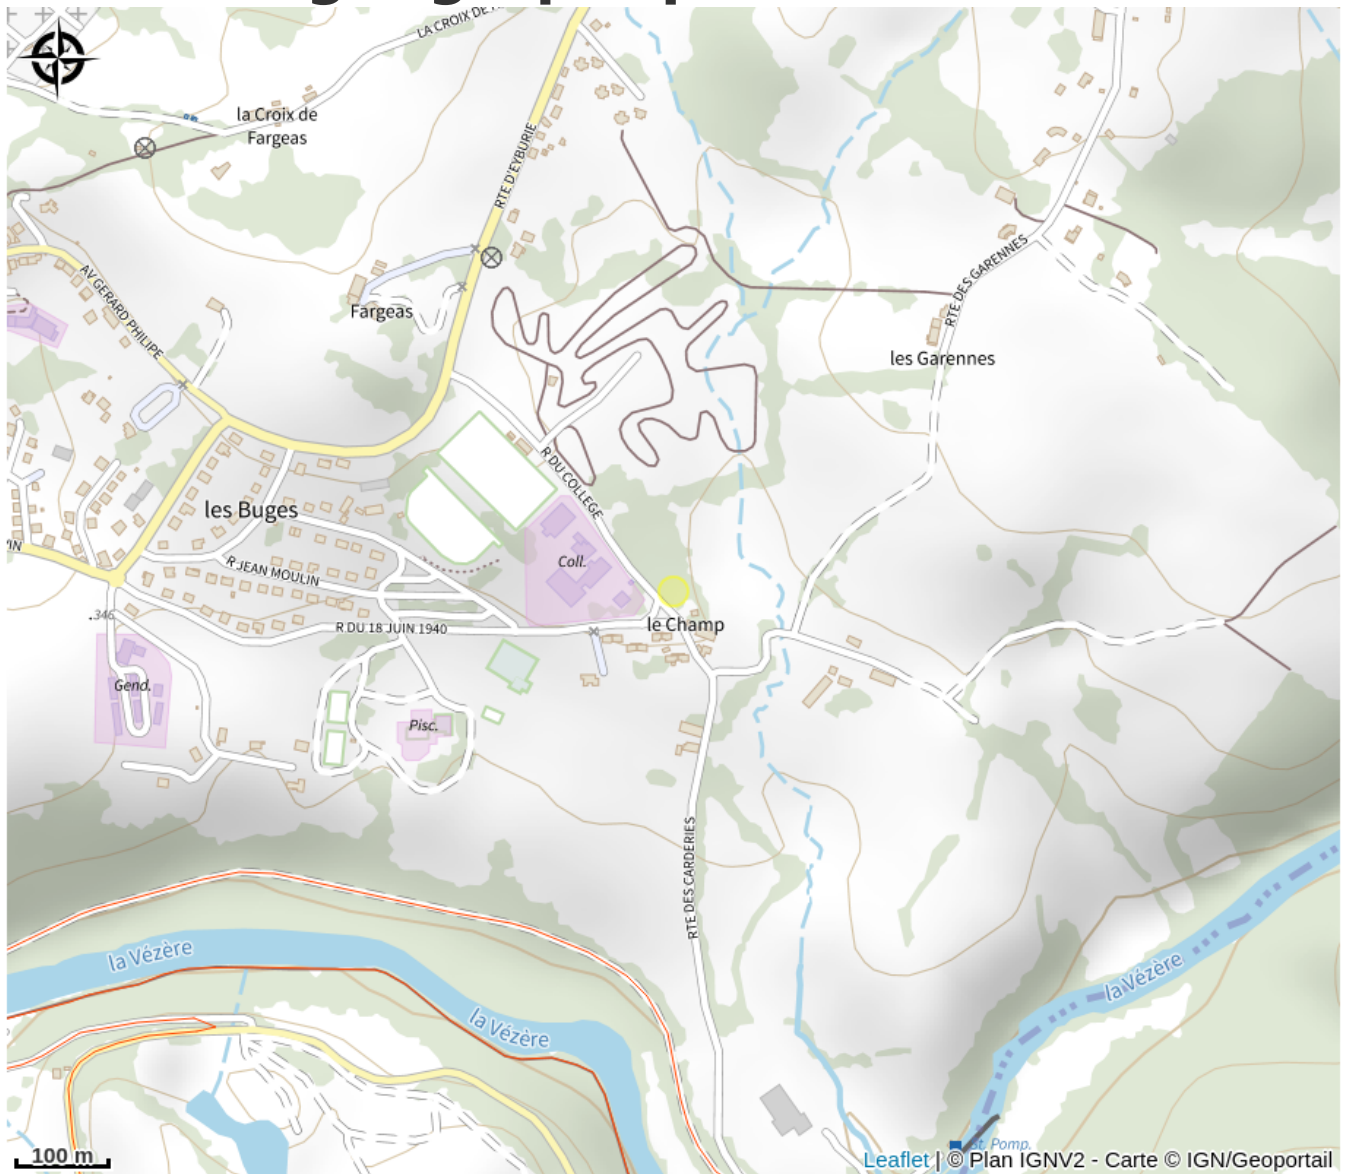 LA CROIX DE
la Croix de
Fargeas
RTE D'EYBURIE
AV GERARD PHILIPE
Fargeas
RTE DES GARENNES
les Garennes
R DU COLLEGE
les Buges
Coll.
R JEAN MOULIN
346
R DU 18 JUIN 1940
le Champ
Gend.
Pisc.
RTE DES CARDERIES
la Vézère
la Vézère
la Vézère
St. Pomp.
100 m
Leaflet | © Plan IGNV2 - Carte © IGN/Geoportail